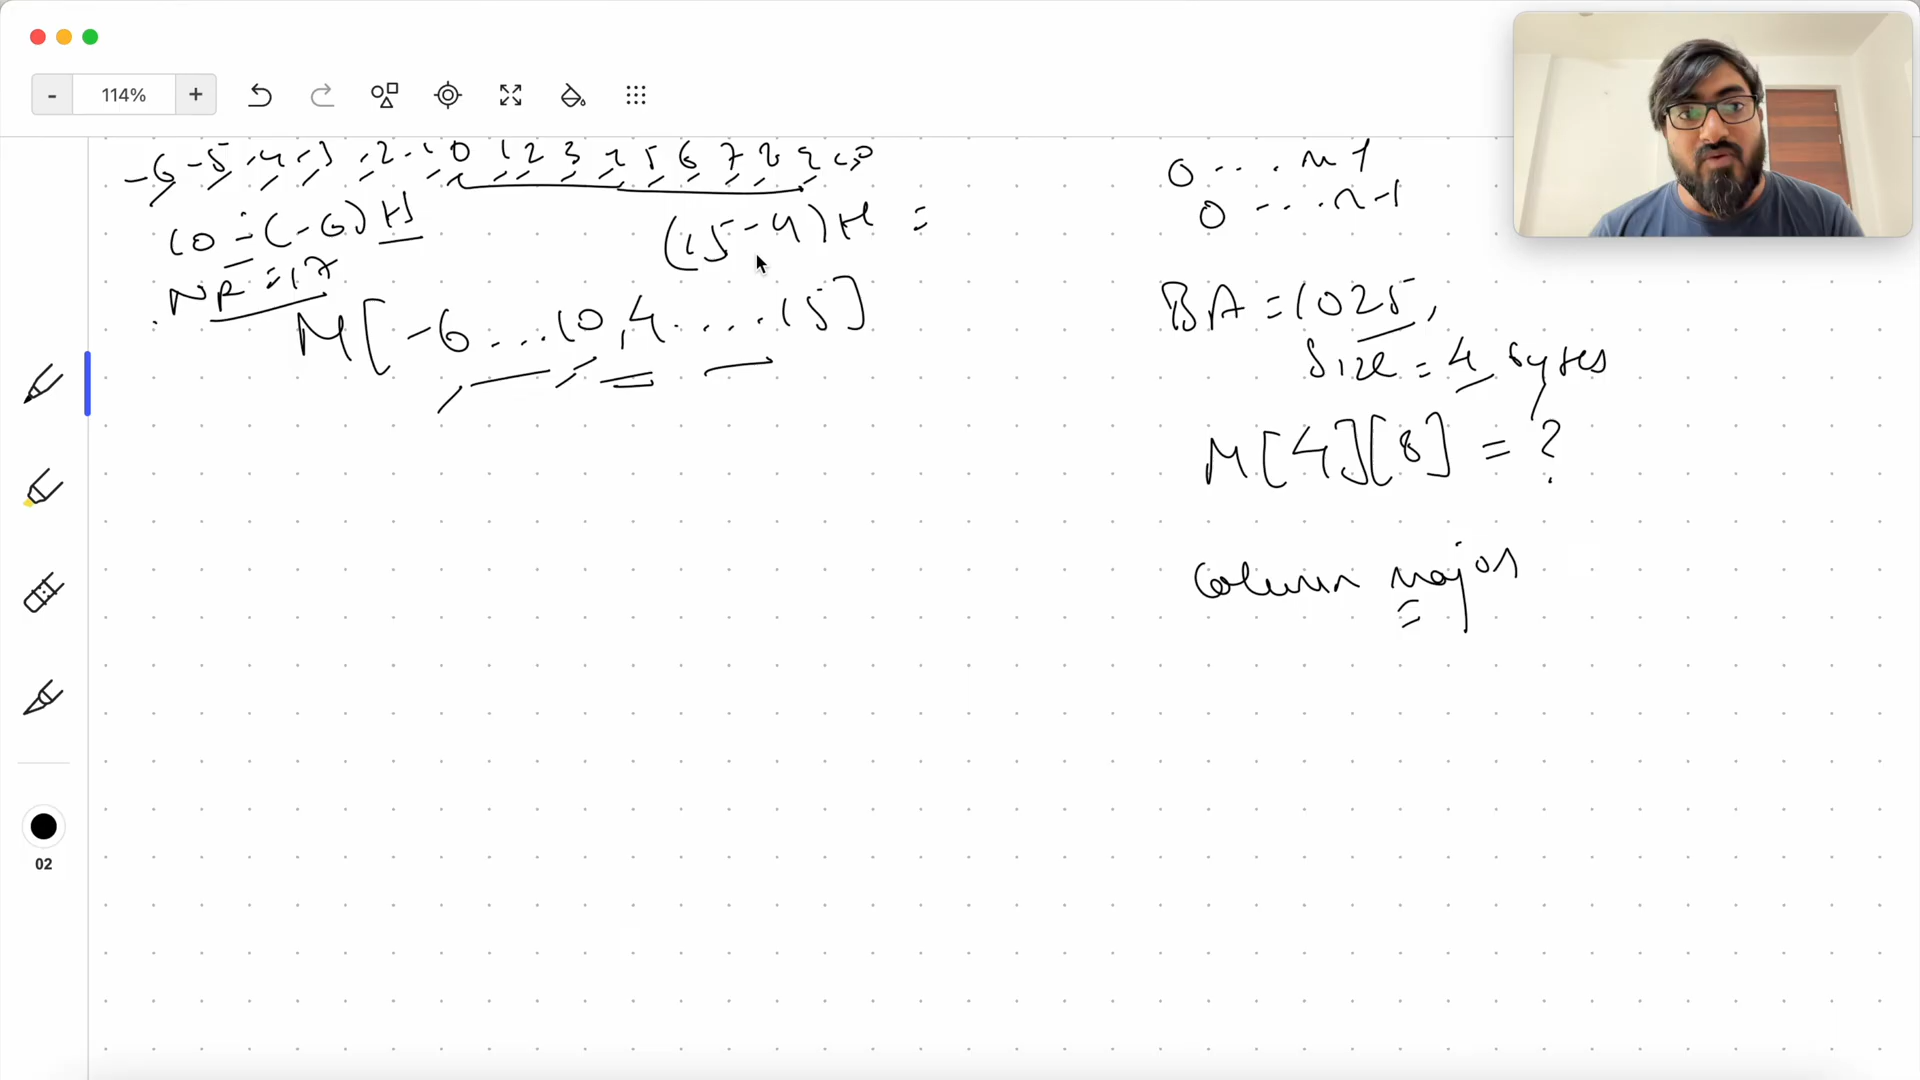 - 114% +
-6 -5 -4 -3 -2 -1 0 1 2 3 4 5 6 7 8 9 10
10 - (-6) + 1
NR = 17
(15 - 4) + 1 =
M[-6 ... 10, 4 .... 15]
0 ... n-1
0 ... n-1
BA = 1025,
Size = 4 bytes
M[4][8] = ?
Column major
02